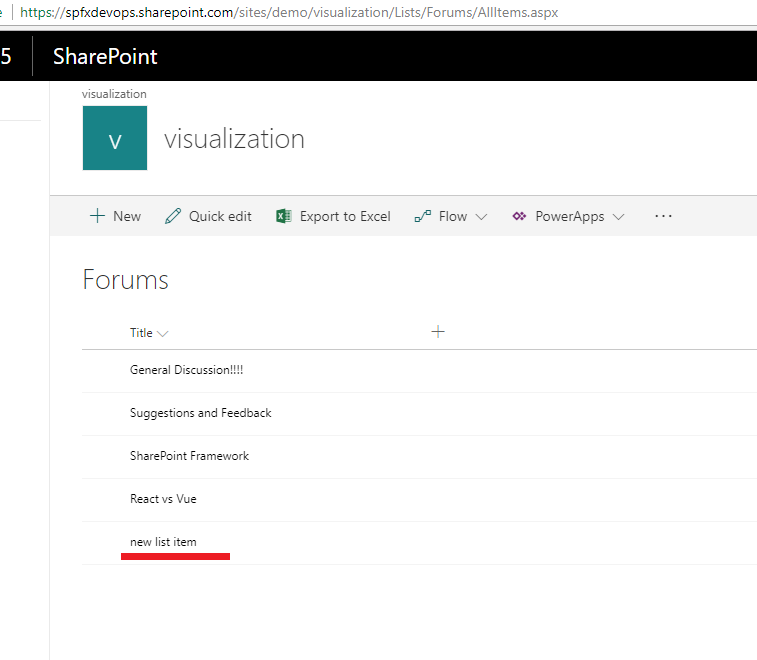 https://spfxdevops.sharepoint.com/sites/demo/visualization/Lists/Forums/AllItems.aspx
5 SharePoint
visualization
v visualization
New Quick edit Export to Excel Flow PowerApps ...
Forums
Title
General Discussion!!!!
Suggestions and Feedback
SharePoint Framework
React vs Vue
new list item